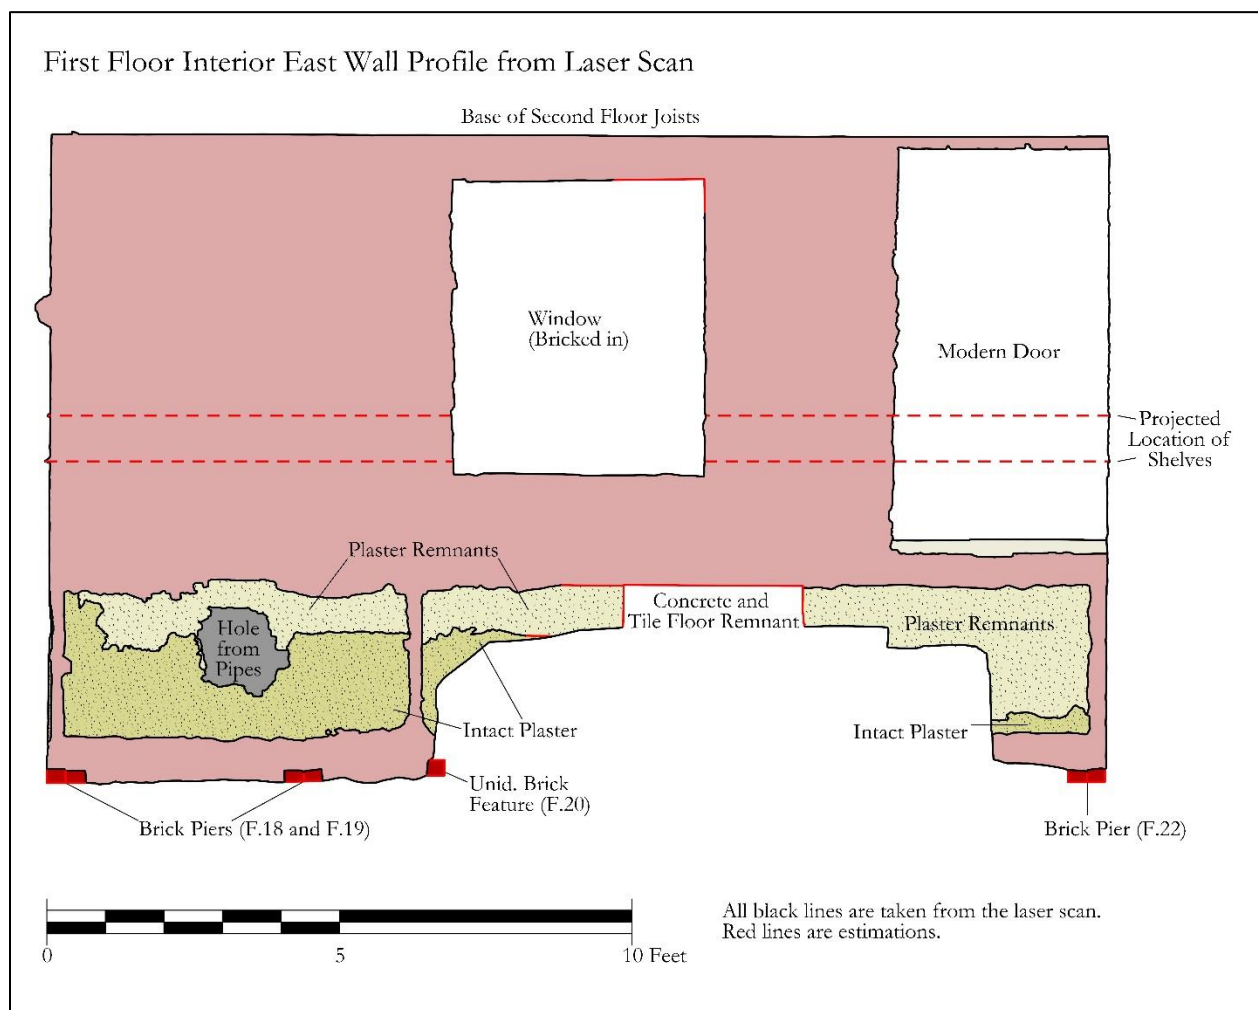 First Floor Interior East Wall Profile from Laser Scan
Base of Second Floor Joists
Window
(Bricked in)
Modern Door
Projected
Location of
Shelves
Plaster Remnants
Hole
from
Pipes
Concrete and
Tile Floor Remnant
Plaster Remnants
Intact Plaster
Intact Plaster
Unid. Brick
Feature (F.20)
Brick Piers (F.18 and F.19)
Brick Pier (F.22)
All black lines are taken from the laser scan.
Red lines are estimations.
0 5 10 Feet